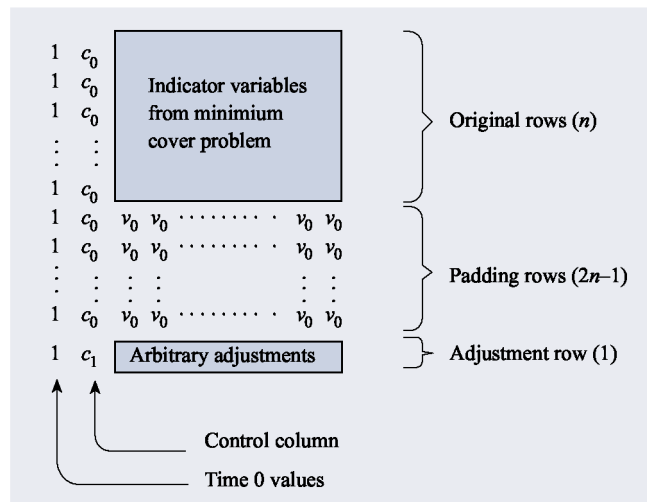 1 c₀
1 c₀
1 c₀
⋮ ⋮
1 c₀
Indicator variables
from minimium
cover problem
Original rows (n)
1 c₀ v₀ v₀ · · · · · · · · · v₀ v₀
1 c₀ v₀ v₀ · · · · · · · · · v₀ v₀
⋮ ⋮ ⋮ ⋮ ⋮ ⋮
1 c₀ v₀ v₀ · · · · · · · · · v₀ v₀
Padding rows (2n–1)
1 c₁ Arbitrary adjustments
Adjustment row (1)
Control column
Time 0 values